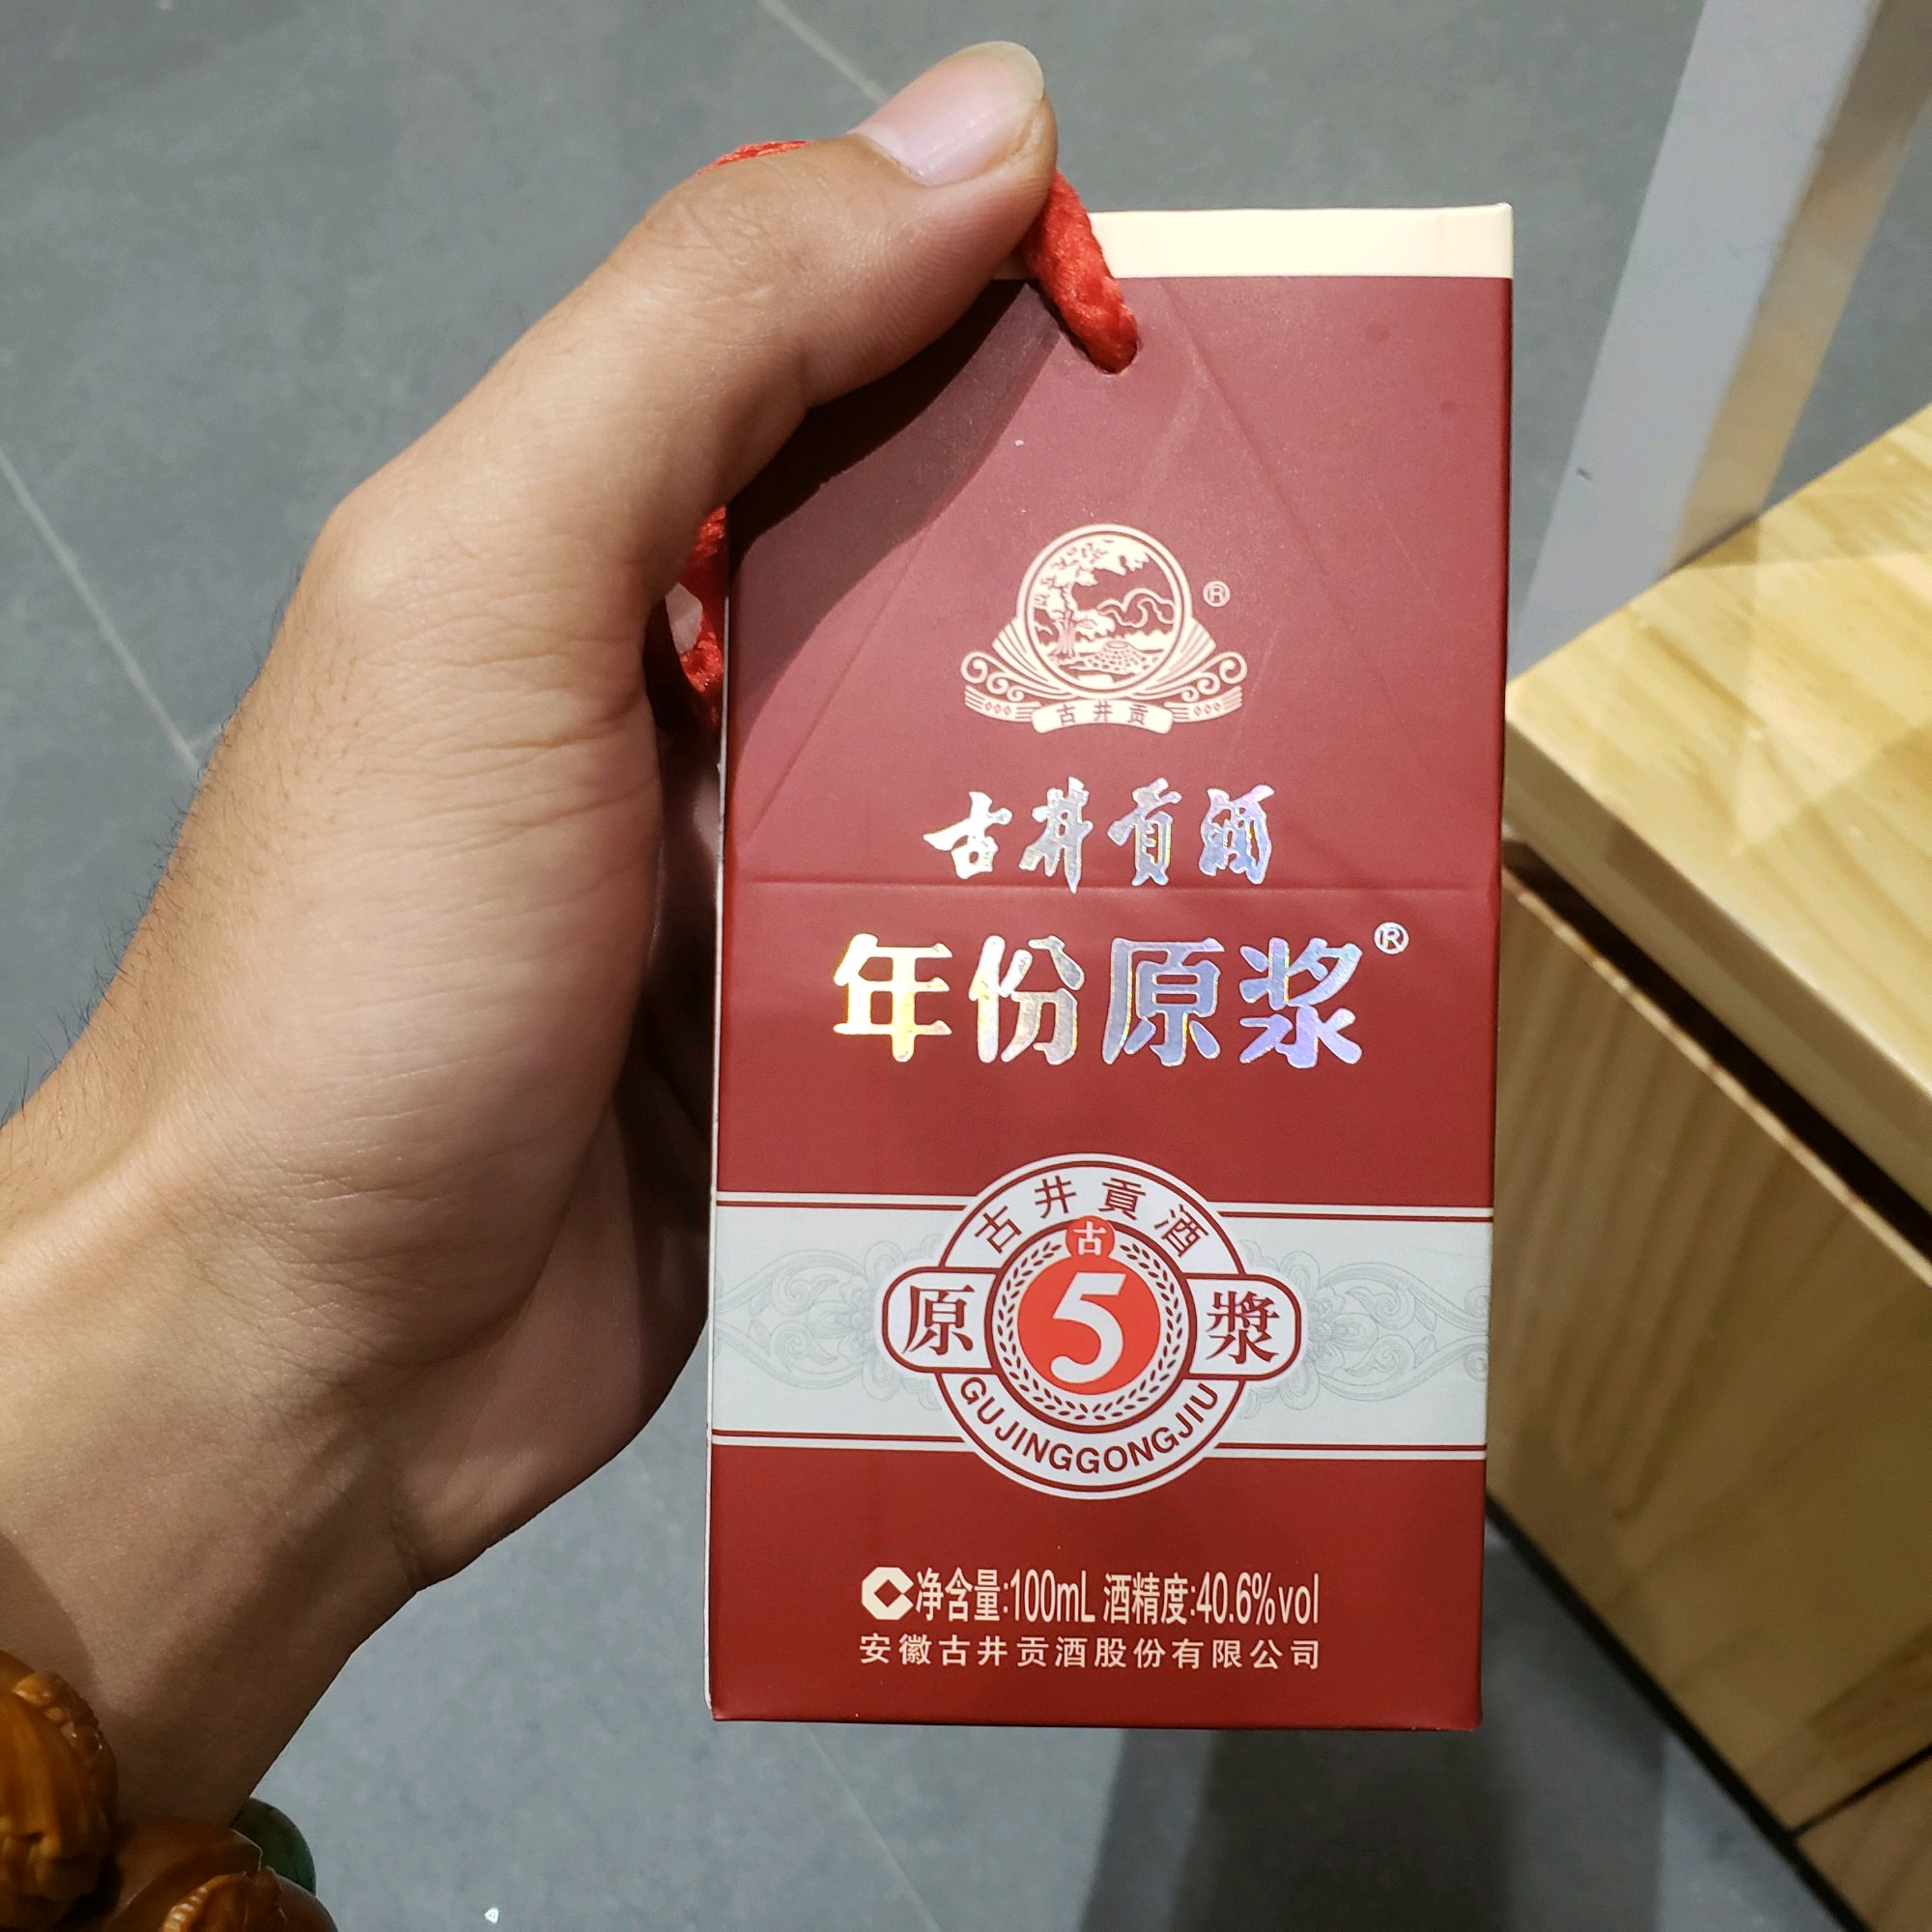 ®
古井贡
古井贡酒
年份原浆®
古井貢酒
古
原 5 漿
GUJINGGONGJIU
C净含量:100mL 酒精度:40.6%vol
安徽古井贡酒股份有限公司